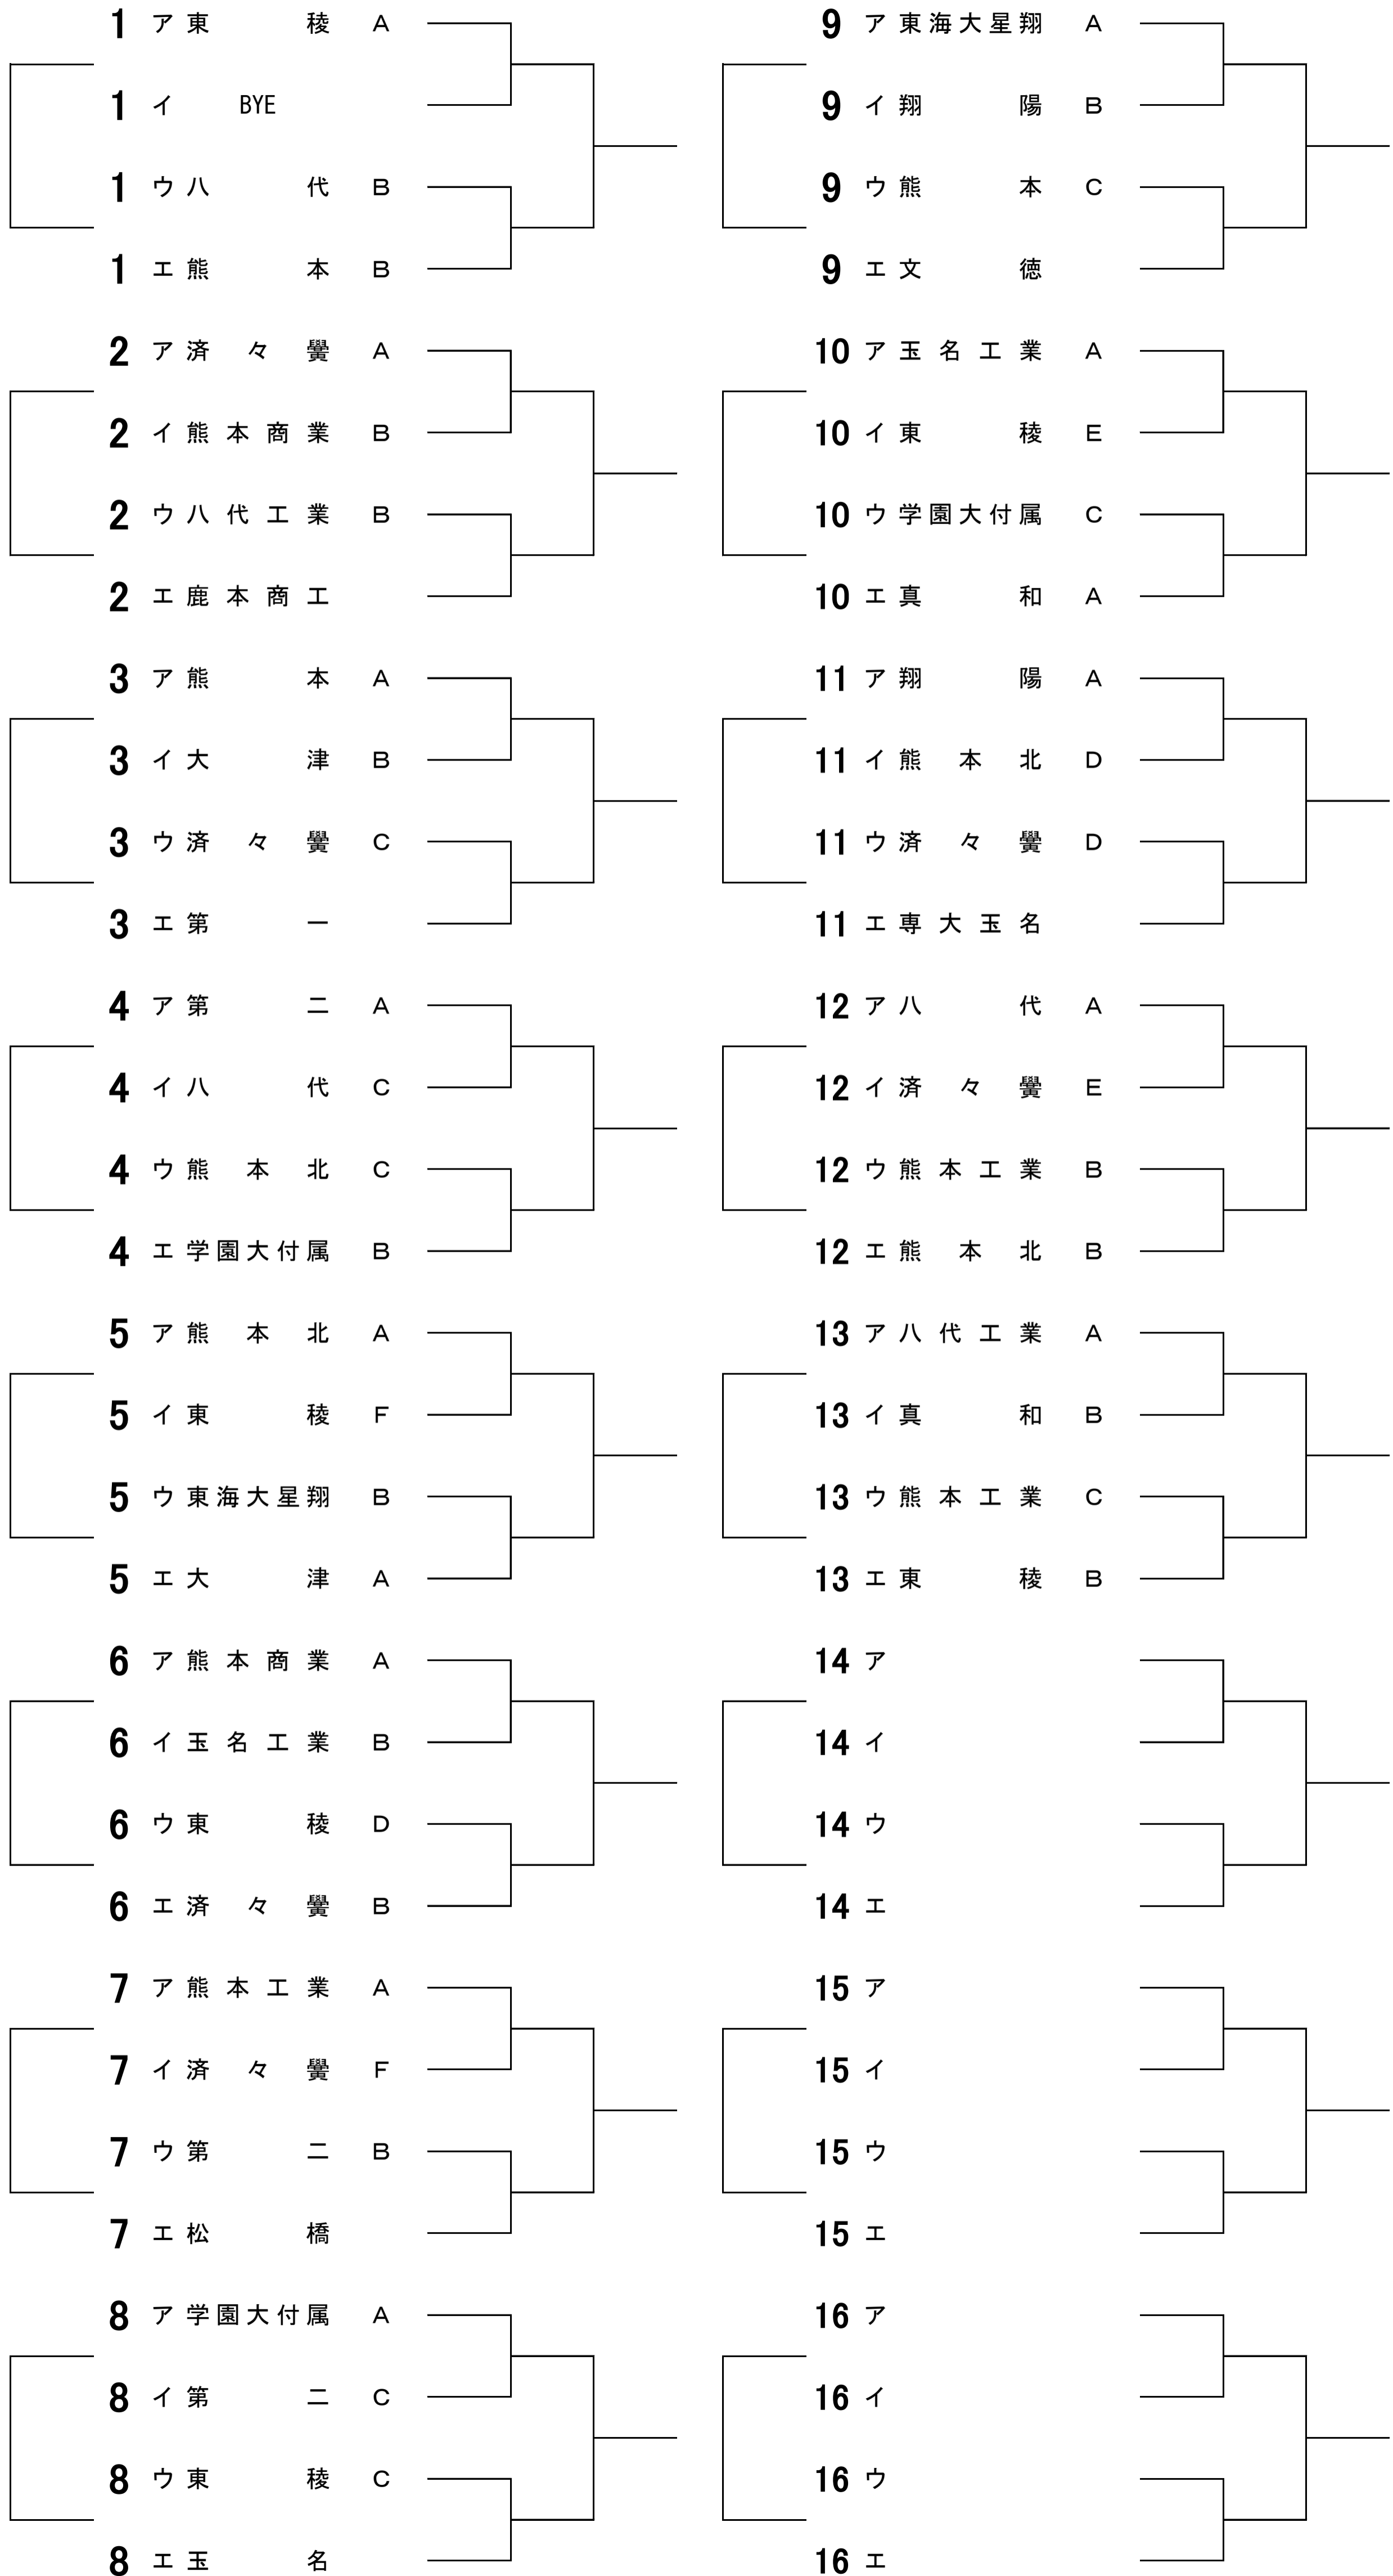 1 ア 東稜 A
1 イ BYE
1 ウ 八代 B
1 エ 熊本 B
2 ア 済々黌 A
2 イ 熊本商業 B
2 ウ 八代工業 B
2 エ 鹿本商工
3 ア 熊本 A
3 イ 大津 B
3 ウ 済々黌 C
3 エ 第一
4 ア 第二 A
4 イ 八代 C
4 ウ 熊本北 C
4 エ 学園大付属 B
5 ア 熊本北 A
5 イ 東稜 F
5 ウ 東海大星翔 B
5 エ 大津 A
6 ア 熊本商業 A
6 イ 玉名工業 B
6 ウ 東稜 D
6 エ 済々黌 B
7 ア 熊本工業 A
7 イ 済々黌 F
7 ウ 第二 B
7 エ 松橋
8 ア 学園大付属 A
8 イ 第二 C
8 ウ 東稜 C
8 エ 玉名
9 ア 東海大星翔 A
9 イ 翔陽 B
9 ウ 熊本 C
9 エ 文徳
10 ア 玉名工業 A
10 イ 東稜 E
10 ウ 学園大付属 C
10 エ 真和 A
11 ア 翔陽 A
11 イ 熊本北 D
11 ウ 済々黌 D
11 エ 専大玉名
12 ア 八代 A
12 イ 済々黌 E
12 ウ 熊本工業 B
12 エ 熊本北 B
13 ア 八代工業 A
13 イ 真和 B
13 ウ 熊本工業 C
13 エ 東稜 B
14 ア
14 イ
14 ウ
14 エ
15 ア
15 イ
15 ウ
15 エ
16 ア
16 イ
16 ウ
16 エ